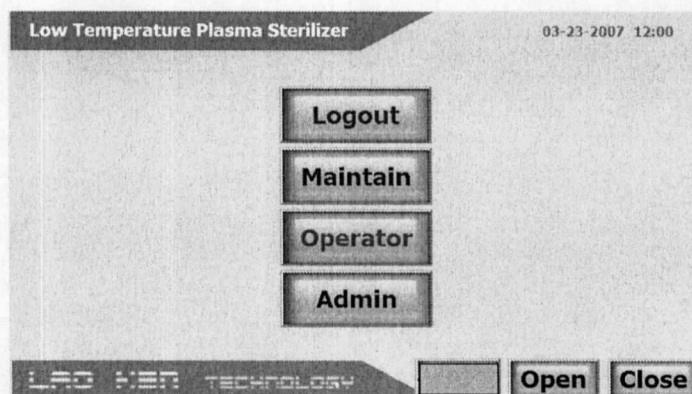 Low Temperature Plasma Sterilizer 03-23-2007 12:00
Logout
Maintain
Operator
Admin
LAO KEN TECHNOLOGY Open Close